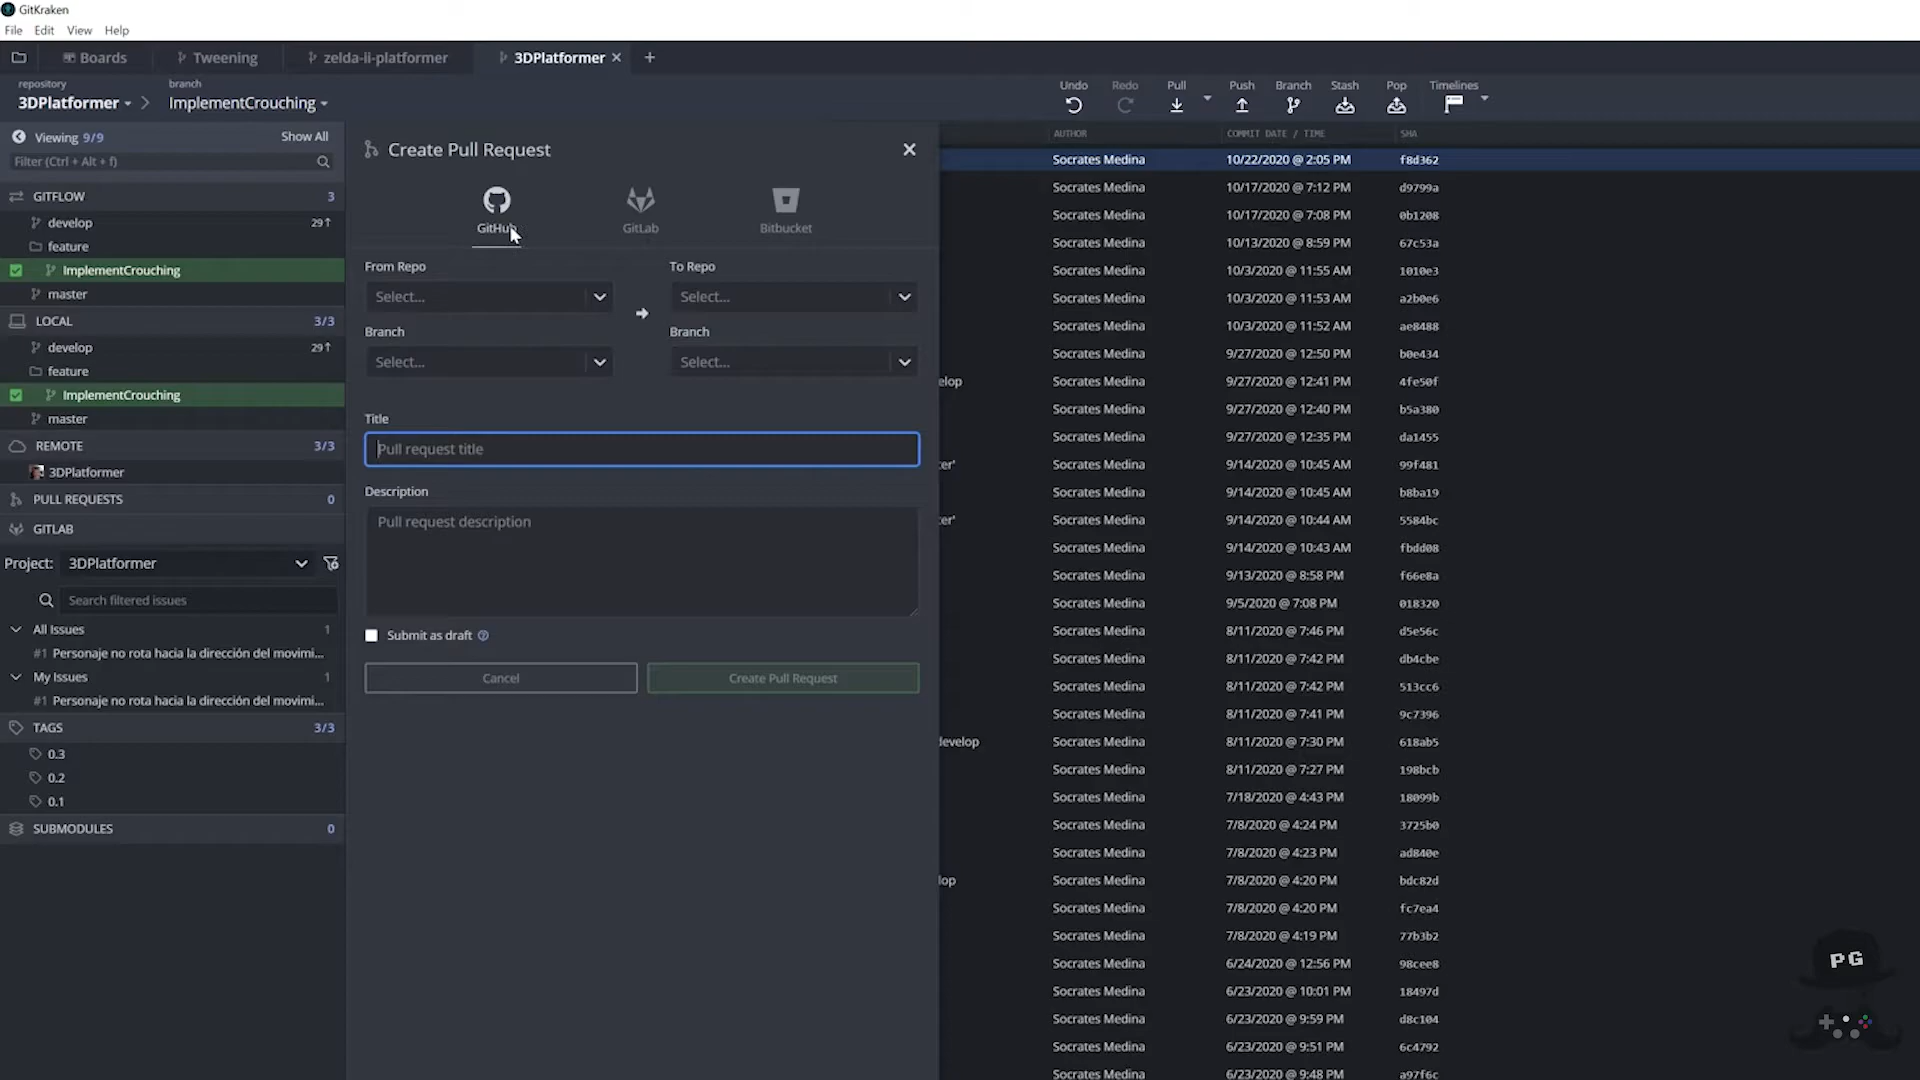 GitKraken
File Edit View Help
Boards Tweening zelda-ii-platformer 3DPlatformer
repository branch
3DPlatformer ImplementCrouching
Undo Redo Pull Push Branch Stash Pop Timelines
Viewing 9/9 Show All
Filter (Ctrl + Alt + f)
GITFLOW 3
develop 29
feature
ImplementCrouching
master
LOCAL 3/3
develop 29
feature
ImplementCrouching
master
REMOTE 3/3
3DPlatformer
PULL REQUESTS 0
GITLAB
Project: 3DPlatformer
Search filtered issues
All Issues 1
#1 Personaje no rota hacia la dirección del movimi...
My Issues 1
#1 Personaje no rota hacia la dirección del movimi...
TAGS 3/3
0.3
0.2
0.1
SUBMODULES 0
Create Pull Request
GitHub GitLab Bitbucket
From Repo To Repo
Select... Select...
Branch Branch
Select... Select...
Title
Pull request title
Description
Pull request description
Submit as draft
Cancel Create Pull Request
AUTHOR COMMIT DATE / TIME SHA
Socrates Medina 10/22/2020 @ 2:05 PM f8d362
Socrates Medina 10/17/2020 @ 7:12 PM d9799a
Socrates Medina 10/17/2020 @ 7:08 PM 0b1208
Socrates Medina 10/13/2020 @ 8:59 PM 67c53a
Socrates Medina 10/3/2020 @ 11:55 AM 1010e3
Socrates Medina 10/3/2020 @ 11:53 AM a2b0e6
Socrates Medina 10/3/2020 @ 11:52 AM ae8488
Socrates Medina 9/27/2020 @ 12:50 PM b0e434
elop Socrates Medina 9/27/2020 @ 12:41 PM 4fe50f
Socrates Medina 9/27/2020 @ 12:40 PM b5a380
Socrates Medina 9/27/2020 @ 12:35 PM da1455
er' Socrates Medina 9/14/2020 @ 10:45 AM 99f481
Socrates Medina 9/14/2020 @ 10:45 AM b8ba19
er' Socrates Medina 9/14/2020 @ 10:44 AM 5584bc
Socrates Medina 9/14/2020 @ 10:43 AM fbdd08
Socrates Medina 9/13/2020 @ 8:58 PM f66e8a
Socrates Medina 9/5/2020 @ 7:08 PM 018320
Socrates Medina 8/11/2020 @ 7:46 PM d5e56c
Socrates Medina 8/11/2020 @ 7:42 PM db4cbe
Socrates Medina 8/11/2020 @ 7:42 PM 513cc6
Socrates Medina 8/11/2020 @ 7:41 PM 9c7396
develop Socrates Medina 8/11/2020 @ 7:30 PM 618ab5
Socrates Medina 8/11/2020 @ 7:27 PM 198bcb
Socrates Medina 7/18/2020 @ 4:43 PM 18099b
Socrates Medina 7/8/2020 @ 4:24 PM 3725b0
Socrates Medina 7/8/2020 @ 4:23 PM ad840e
lop Socrates Medina 7/8/2020 @ 4:20 PM bdc82d
Socrates Medina 7/8/2020 @ 4:20 PM fc7ea4
Socrates Medina 7/8/2020 @ 4:19 PM 77b3b2
Socrates Medina 6/24/2020 @ 12:56 PM 98cee8
Socrates Medina 6/23/2020 @ 10:01 PM 18497d
Socrates Medina 6/23/2020 @ 9:59 PM d8c104
Socrates Medina 6/23/2020 @ 9:51 PM 6c4792
Socrates Medina 6/23/2020 @ 9:48 PM a97f6c
PG